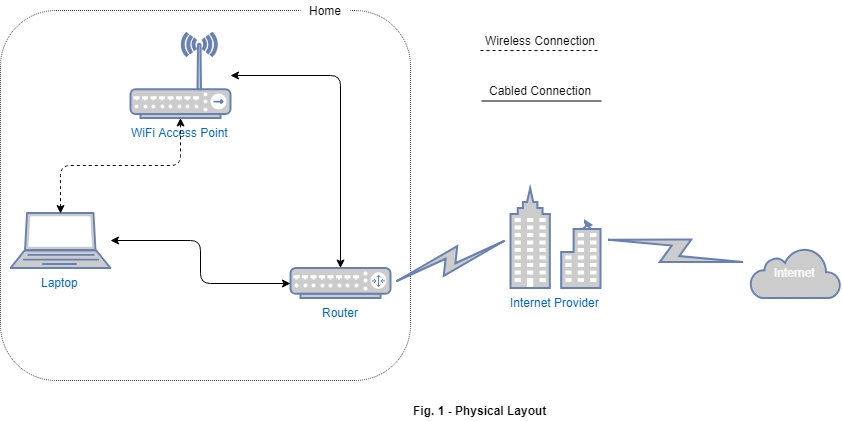 Home
Wireless Connection
Cabled Connection
WiFi Access Point
Laptop
Router
Internet Provider
Internet
Fig. 1 - Physical Layout